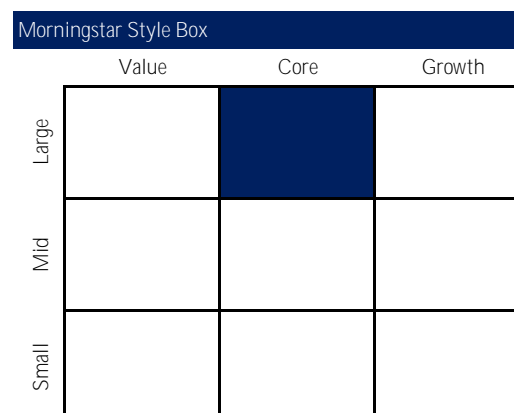 Morningstar Style Box
Value Core Growth
Large
Mid
Small